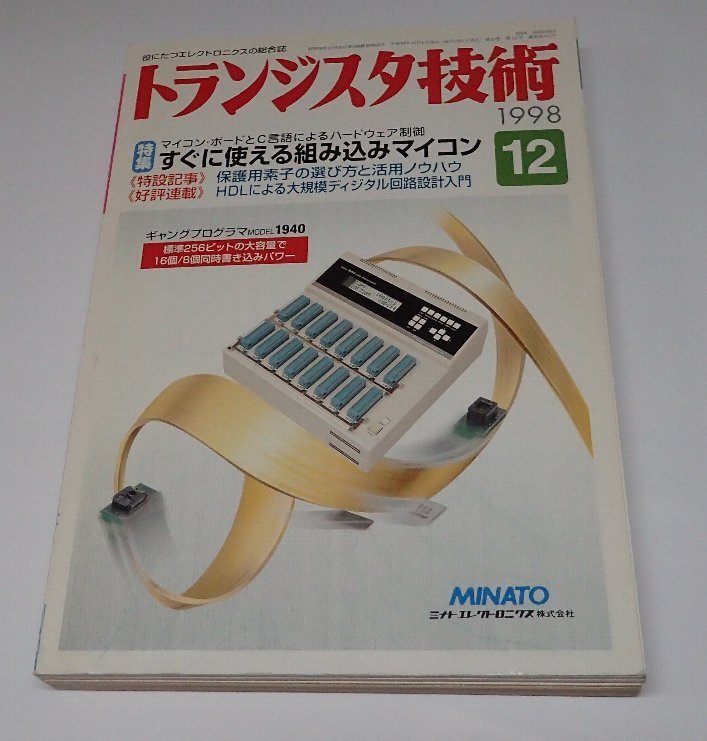 役にたつエレクトロニクスの総合誌
トランジスタ技術
1998
12
特集
マイコン・ボードとC言語によるハードウェア制御
すぐに使える組み込みマイコン
《特設記事》 保護用素子の選び方と活用ノウハウ
《好評連載》 HDLによる大規模ディジタル回路設計入門
ギャングプログラマMODEL1940
標準256ビットの大容量で
16個/8個同時書き込みパワー
MINATO
ミナトエレクトロニクス株式会社